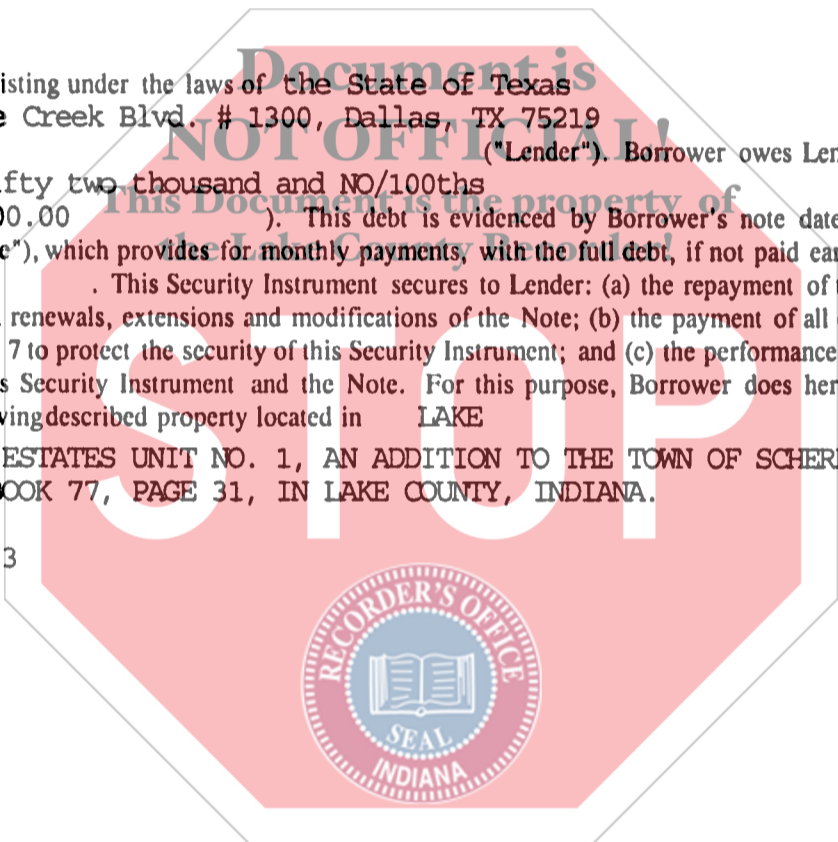 Document is
isting under the laws of the State of Texas
e Creek Blvd. # 1300, Dallas, TX 75219
NOT OFFICIAL!
("Lender"). Borrower owes Len
fty two thousand and NO/100ths
This Document is the property of
00.00 ). This debt is evidenced by Borrower's note date
the Lake County Recorder!
e"), which provides for monthly payments, with the full debt, if not paid ear
. This Security Instrument secures to Lender: (a) the repayment of
renewals, extensions and modifications of the Note; (b) the payment of all
7 to protect the security of this Security Instrument; and (c) the performance
s Security Instrument and the Note. For this purpose, Borrower does her
ving described property located in LAKE
ESTATES UNIT NO. 1, AN ADDITION TO THE TOWN OF SCHER
OOK 77, PAGE 31, IN LAKE COUNTY, INDIANA.
STOP
3
RECORDER'S OFFICE
SEAL
INDIANA